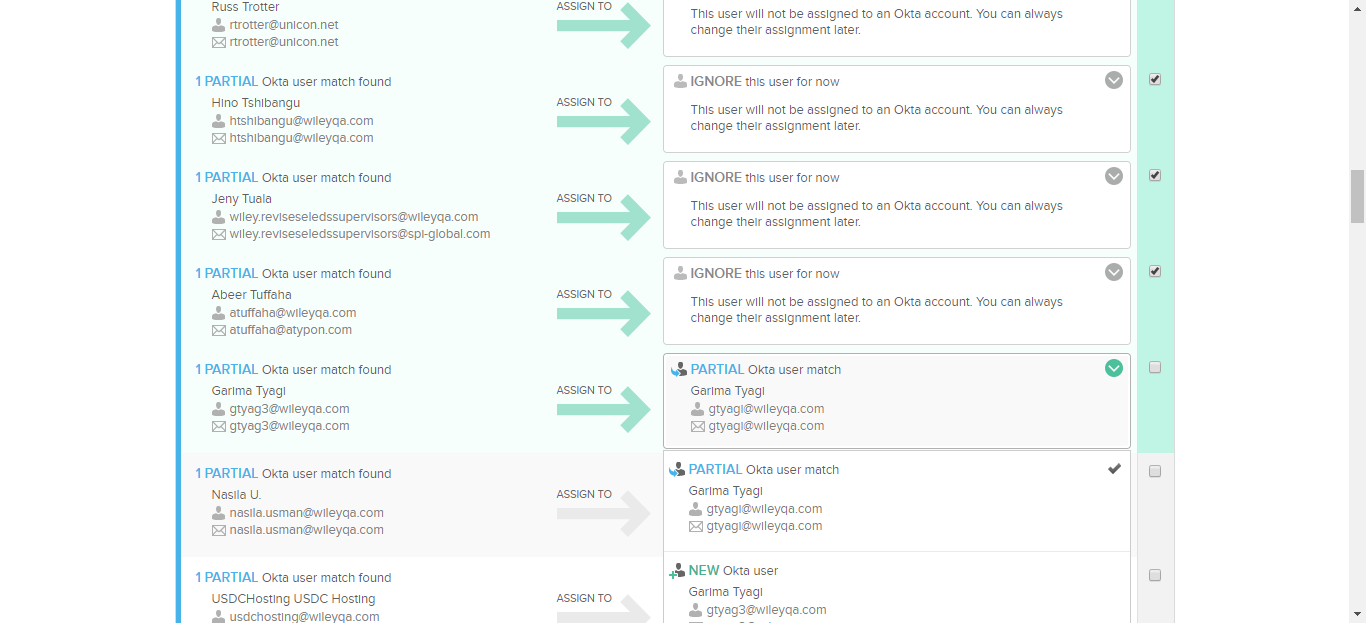 Russ Trotter
rtrotter@unicon.net
rtrotter@unicon.net
ASSIGN TO
This user will not be assigned to an Okta account. You can always
change their assignment later.
1 PARTIAL Okta user match found
Hino Tshibangu
htshibangu@wileyqa.com
htshibangu@wileyqa.com
ASSIGN TO
IGNORE this user for now
This user will not be assigned to an Okta account. You can always
change their assignment later.
1 PARTIAL Okta user match found
Jeny Tuala
wiley.reviseseledssupervisors@wileyqa.com
wiley.reviseseledssupervisors@spi-global.com
ASSIGN TO
IGNORE this user for now
This user will not be assigned to an Okta account. You can always
change their assignment later.
1 PARTIAL Okta user match found
Abeer Tuffaha
atuffaha@wileyqa.com
atuffaha@atypon.com
ASSIGN TO
IGNORE this user for now
This user will not be assigned to an Okta account. You can always
change their assignment later.
1 PARTIAL Okta user match found
Garima Tyagi
gtyag3@wileyqa.com
gtyag3@wileyqa.com
ASSIGN TO
PARTIAL Okta user match
Garima Tyagi
gtyagi@wileyqa.com
gtyagi@wileyqa.com
1 PARTIAL Okta user match found
Nasila U.
nasila.usman@wileyqa.com
nasila.usman@wileyqa.com
ASSIGN TO
PARTIAL Okta user match
Garima Tyagi
gtyagi@wileyqa.com
gtyagi@wileyqa.com
1 PARTIAL Okta user match found
USDCHosting USDC Hosting
usdchosting@wileyqa.com
ASSIGN TO
NEW Okta user
Garima Tyagi
gtyag3@wileyqa.com